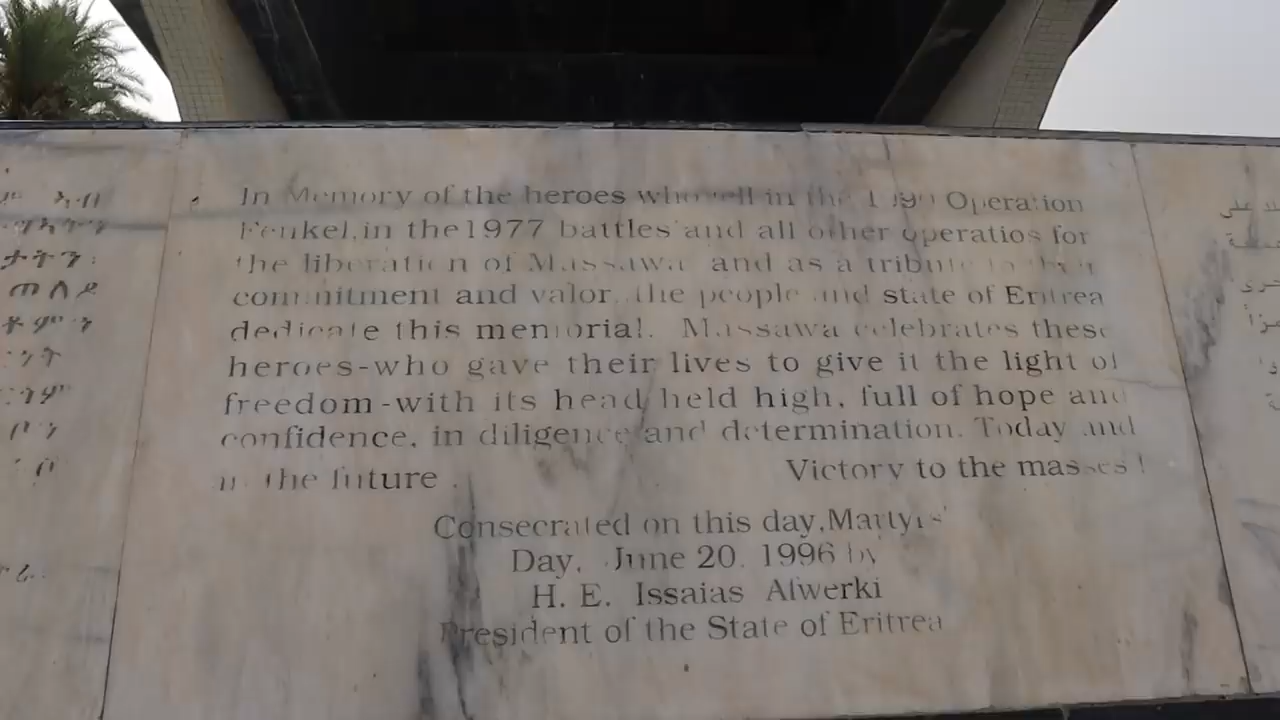 In Memory of the heroes who fell in the 1990 Operation
Fenkel, in the 1977 battles and all other operatios for
the liberation of Massawa and as a tribute to their
commitment and valor, the people and state of Eritrea
dedicate this memorial. Massawa celebrates these
heroes-who gave their lives to give it the light of
freedom-with its head held high, full of hope and
confidence, in diligence and determination. Today and
in the future . Victory to the masses !
Consecrated on this day, Martyrs'
Day, June 20, 1996 by
H. E. Issaias Afwerki
President of the State of Eritrea